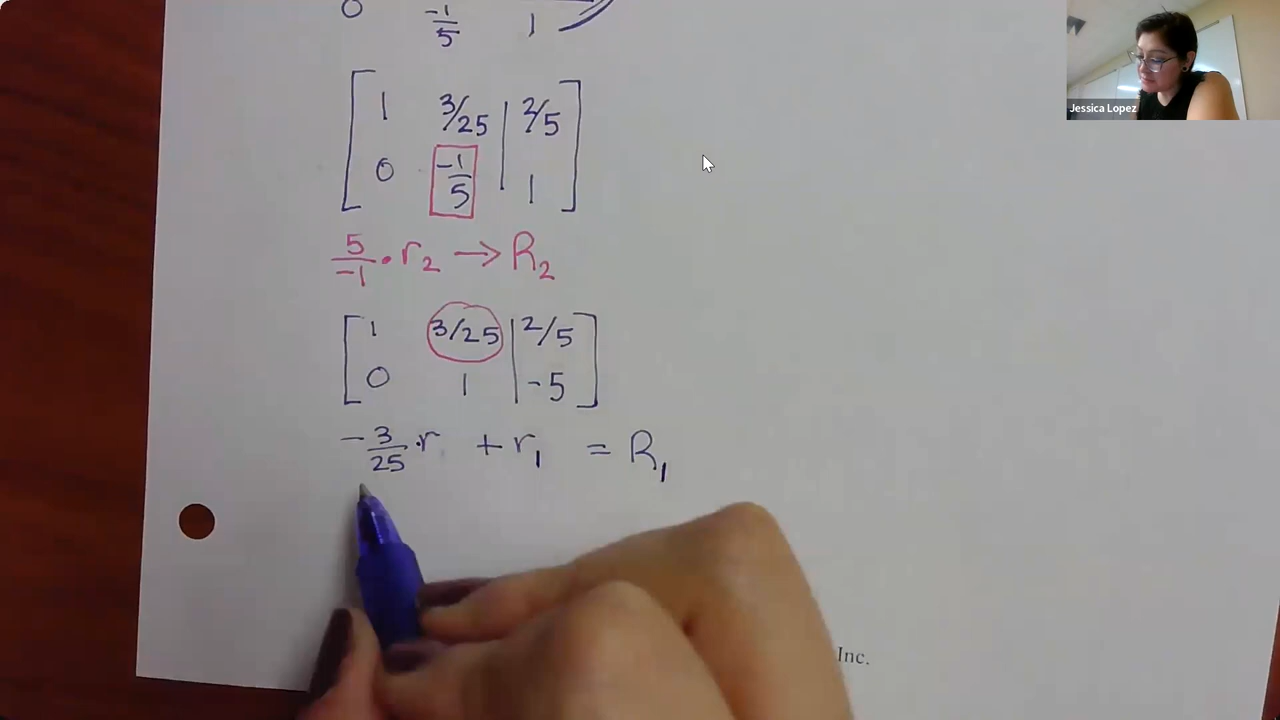 0 -1/5 1
Jessica Lopez
1 3/25 | 2/5
0 -1/5 | 1
5/-1 · r₂ → R₂
1 3/25 | 2/5
0 1 | -5
-3/25 · r + r₁ = R₁
Inc.